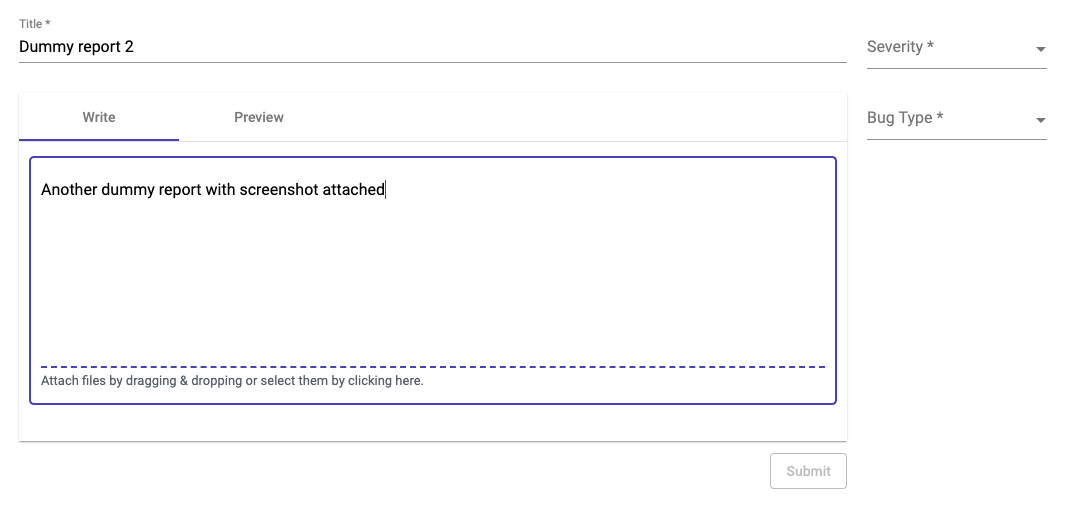 Title *
Dummy report 2
Severity *
Write
Preview
Bug Type *
Another dummy report with screenshot attached
Attach files by dragging & dropping or select them by clicking here.
Submit